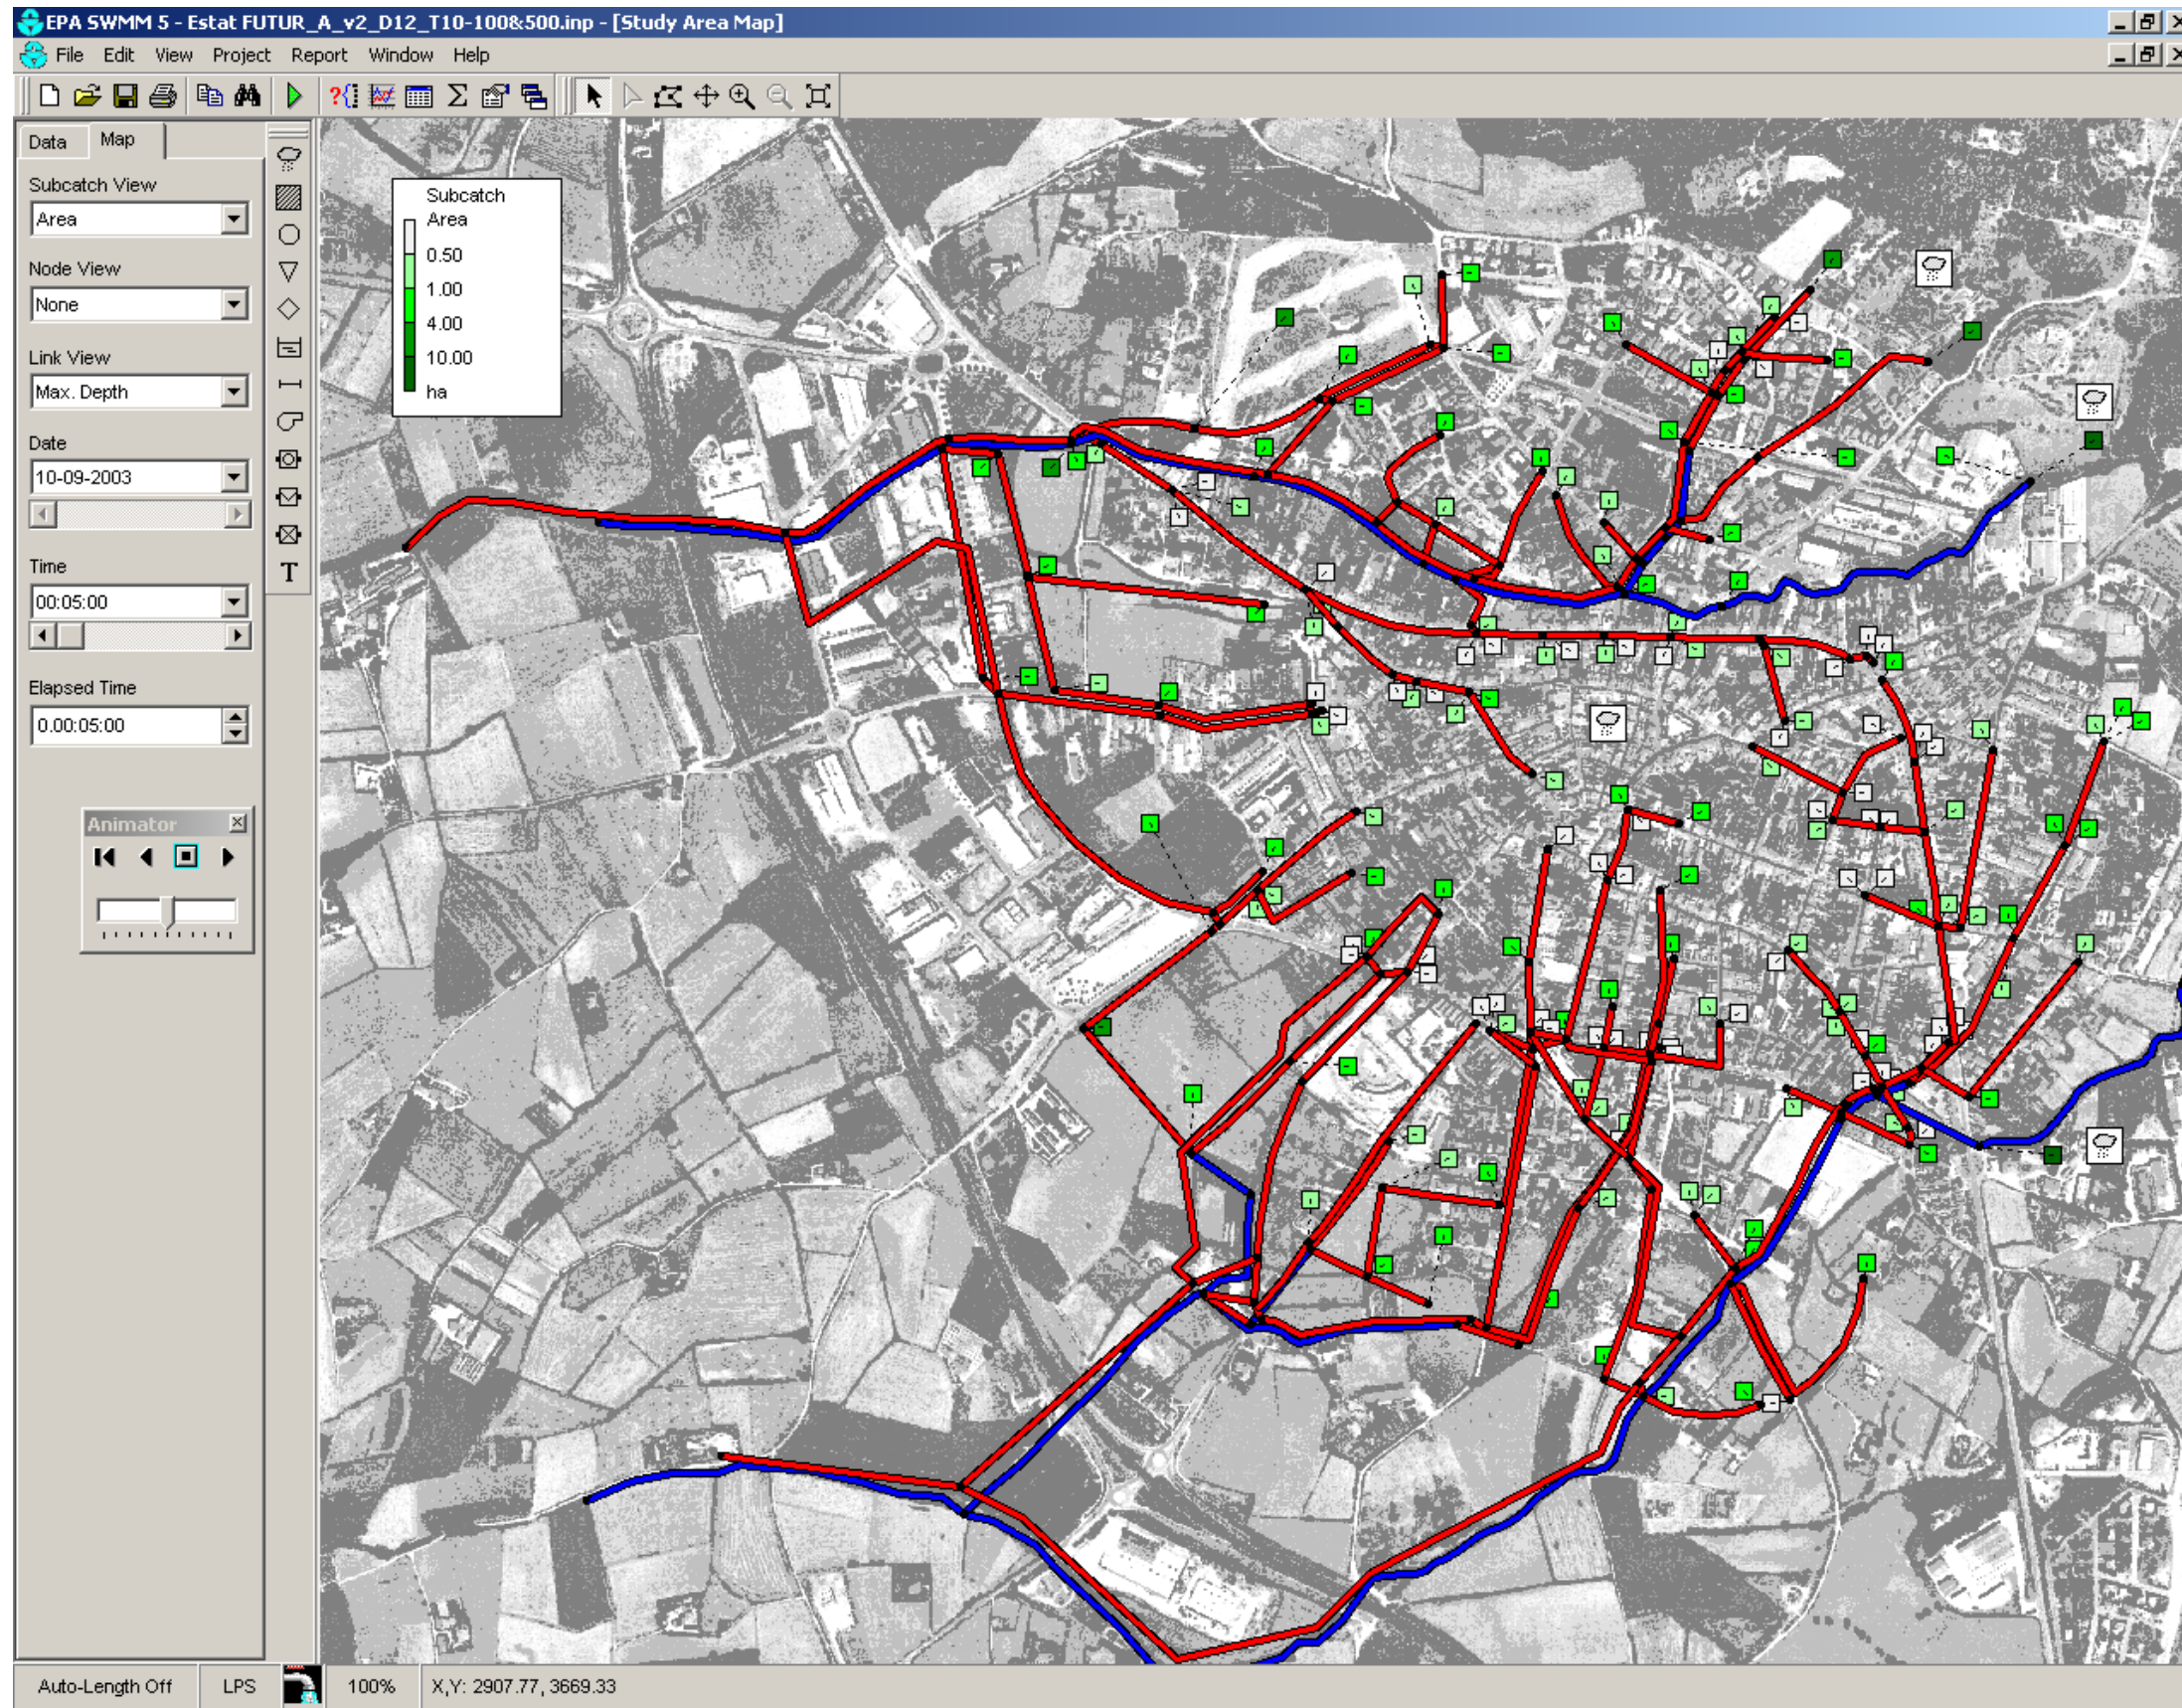 EPA SWMM 5 - Estat FUTUR_A_v2_D12_T10-100&500.inp - [Study Area Map]
File Edit View Project Report Window Help
Data Map
Subcatch View
Area
Node View
None
Link View
Max. Depth
Date
10-09-2003
Time
00:05:00
Elapsed Time
0.00:05:00
Animator
T
Subcatch
Area
0.50
1.00
4.00
10.00
ha
Auto-Length Off LPS 100% X,Y: 2907.77, 3669.33